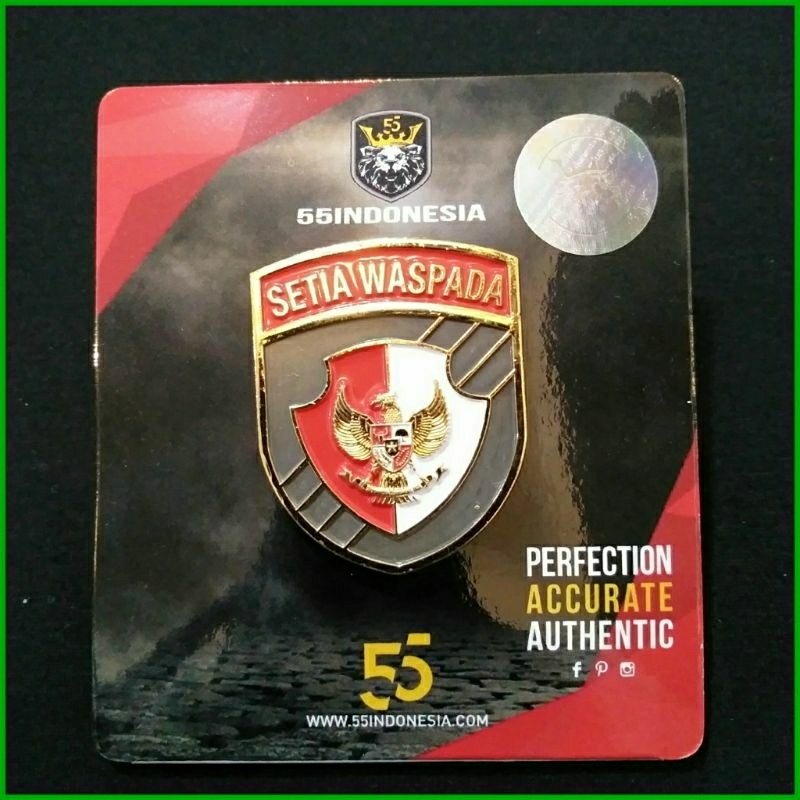 55
55INDONESIA
SETIA WASPADA
PERFECTION
ACCURATE
AUTHENTIC
55
WWW.55INDONESIA.COM